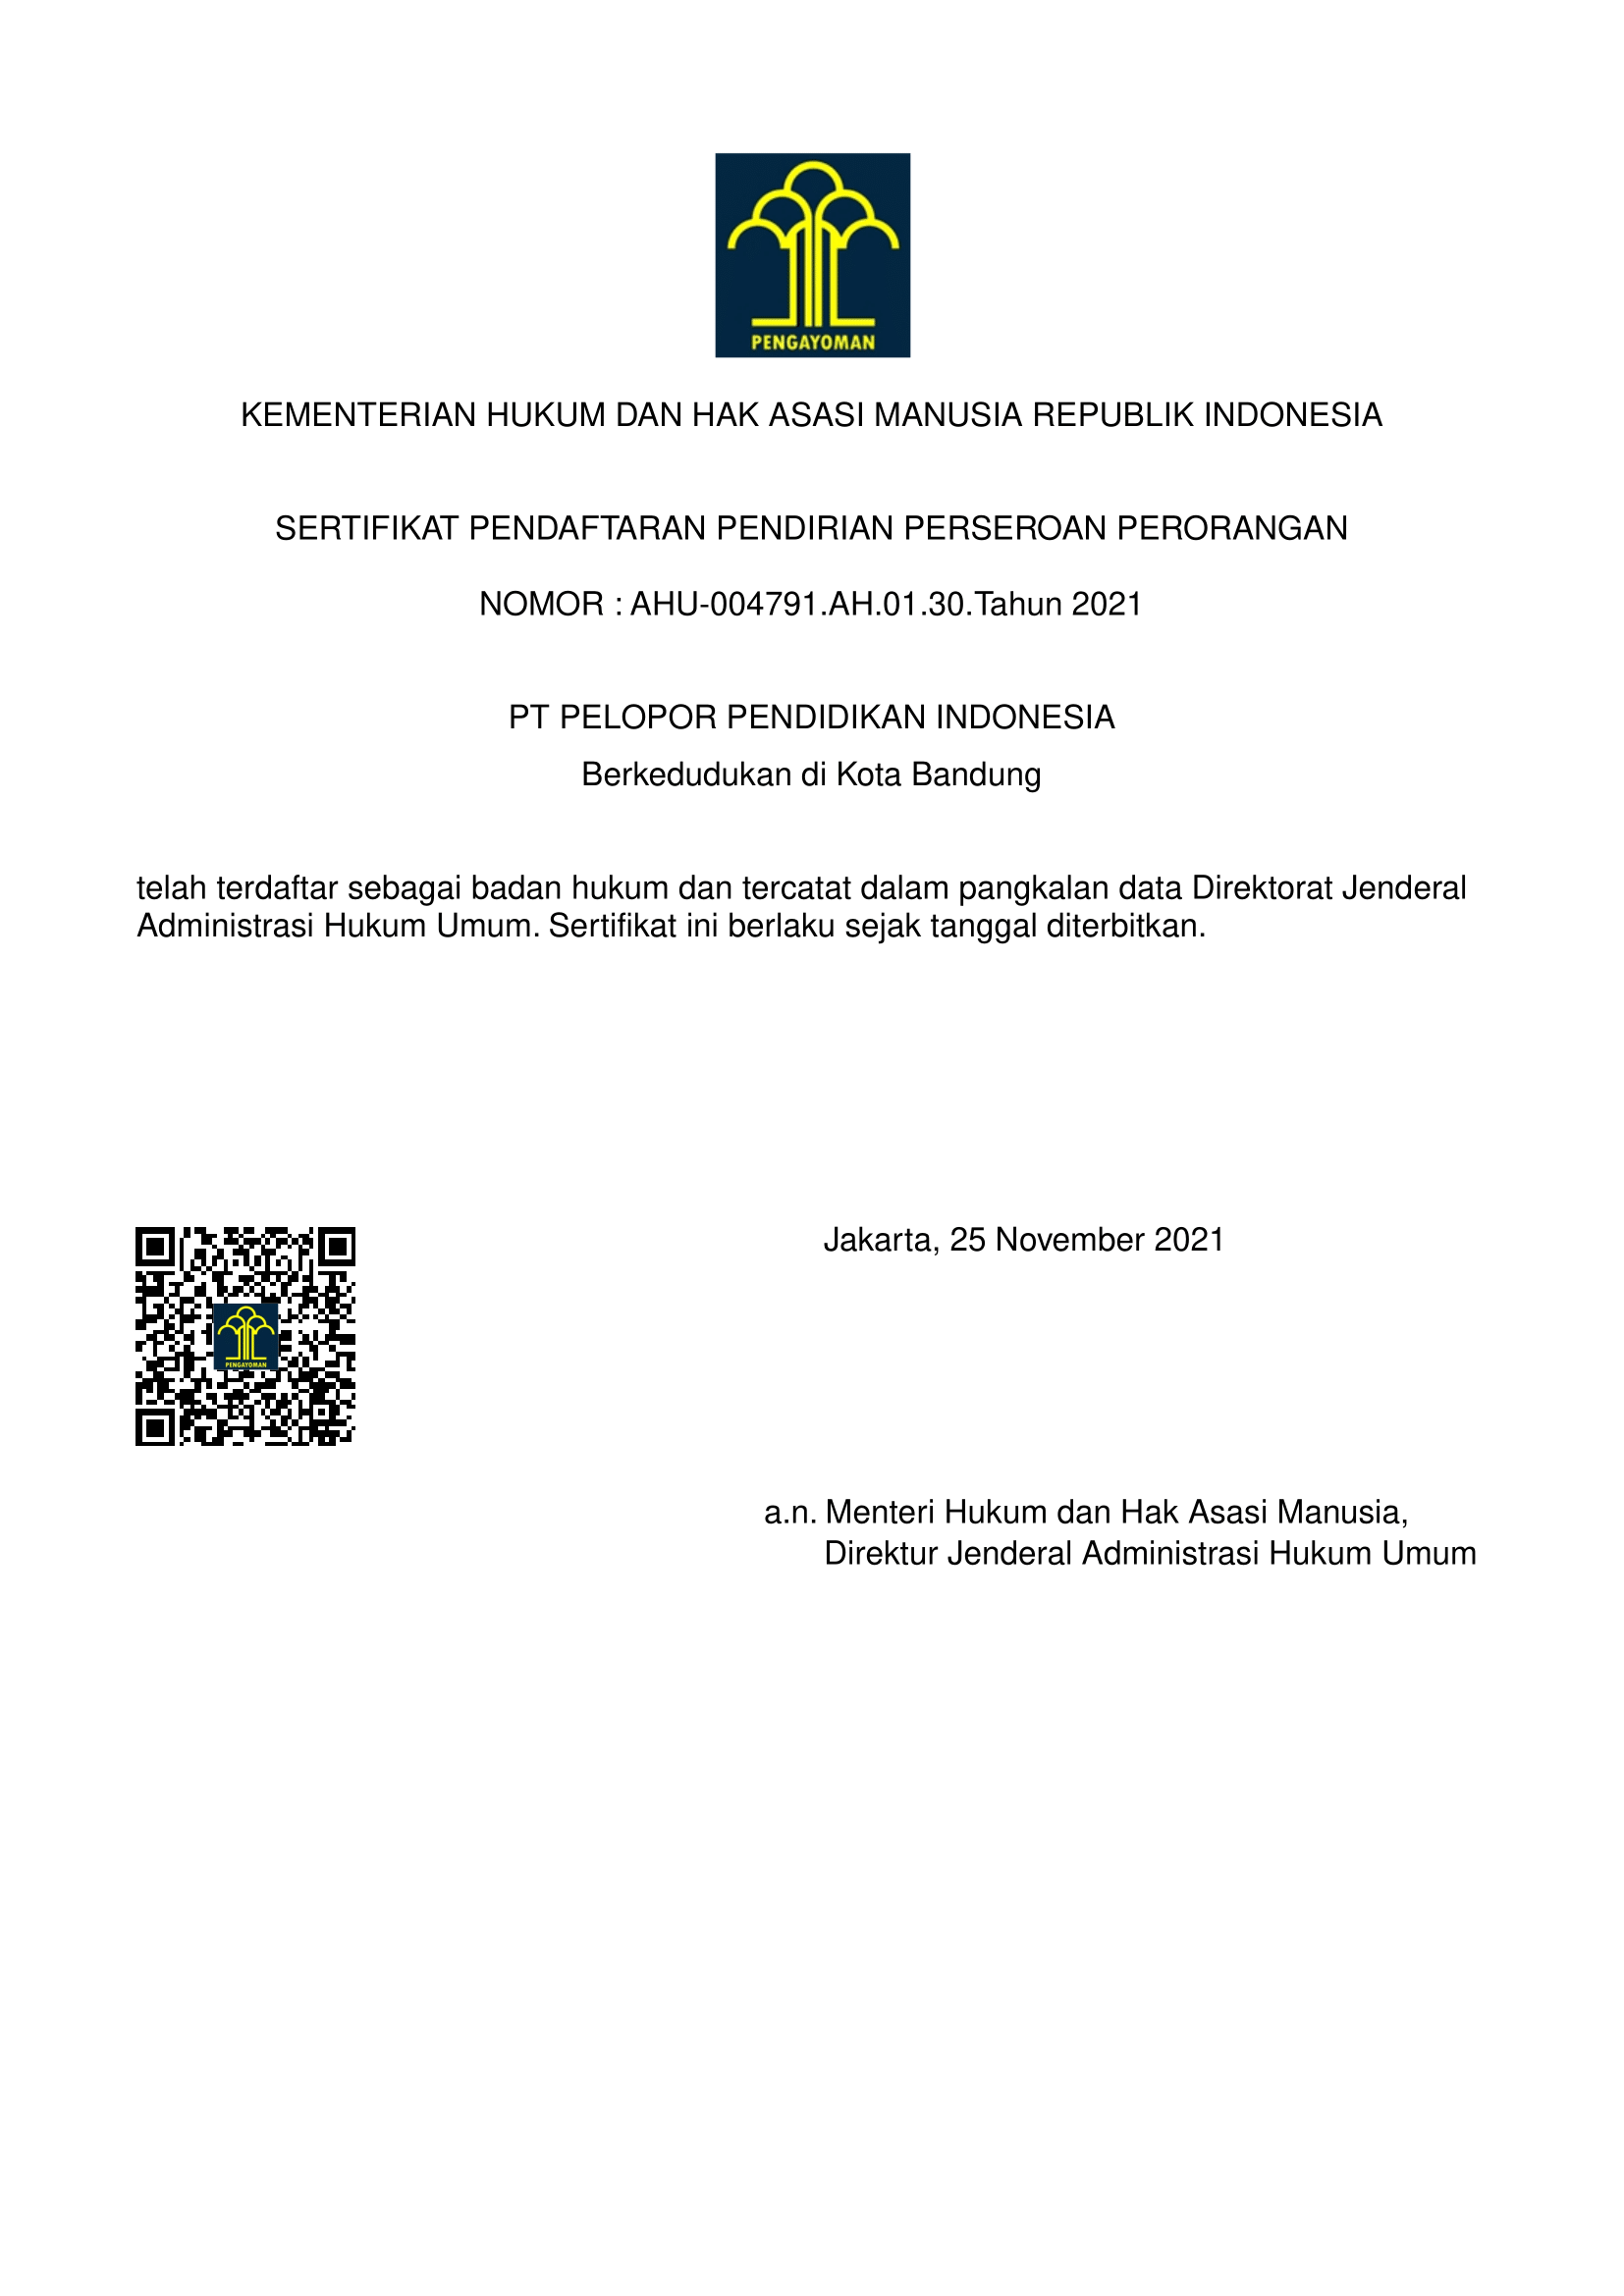 PENGAYOMAN
KEMENTERIAN HUKUM DAN HAK ASASI MANUSIA REPUBLIK INDONESIA
SERTIFIKAT PENDAFTARAN PENDIRIAN PERSEROAN PERORANGAN
NOMOR : AHU-004791.AH.01.30.Tahun 2021
PT PELOPOR PENDIDIKAN INDONESIA
Berkedudukan di Kota Bandung
telah terdaftar sebagai badan hukum dan tercatat dalam pangkalan data Direktorat Jenderal
Administrasi Hukum Umum. Sertifikat ini berlaku sejak tanggal diterbitkan.
Jakarta, 25 November 2021
PENGAYOMAN
a.n. Menteri Hukum dan Hak Asasi Manusia,
Direktur Jenderal Administrasi Hukum Umum